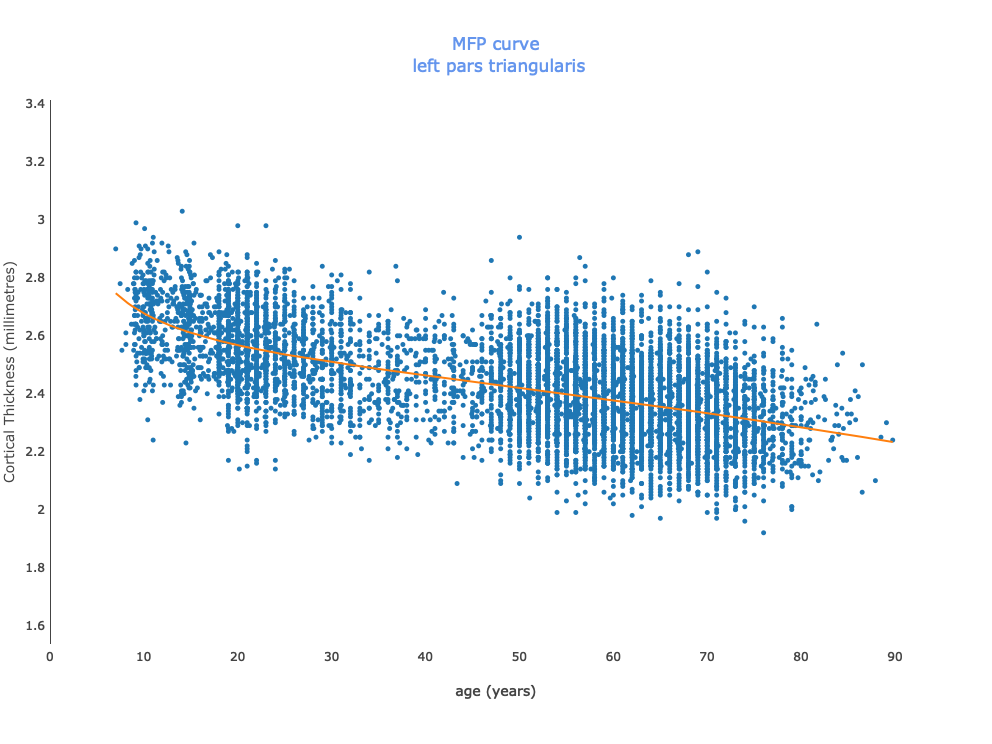 MFP curve
left pars triangularis
Cortical Thickness (millimetres)
3.4
3.2
3
2.8
2.6
2.4
2.2
2
1.8
1.6
0 10 20 30 40 50 60 70 80 90
age (years)